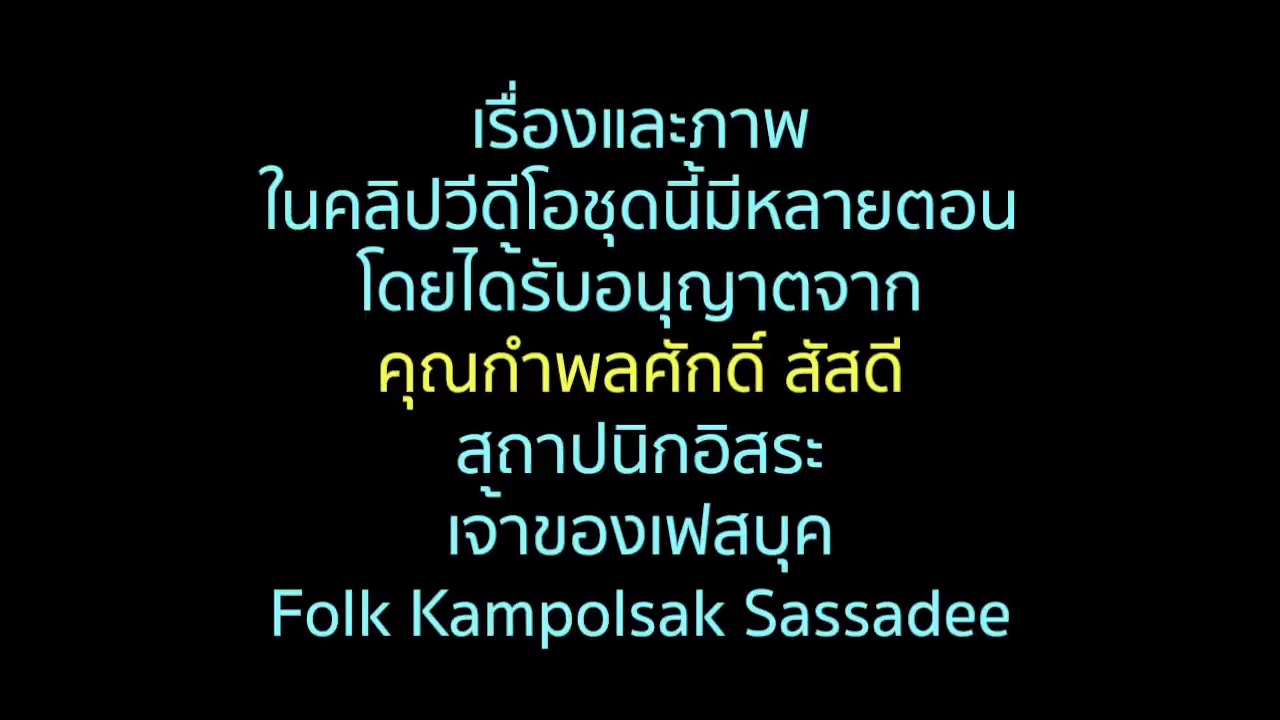 เรื่องและภาพ
ในคลิปวีดีโอชุดนี้มีหลายตอน
โดยได้รับอนุญาตจาก
คุณกำพลศักดิ์ สัสดี
สถาปนิกอิสระ
เจ้าของเฟสบุค
Folk Kampolsak Sassadee